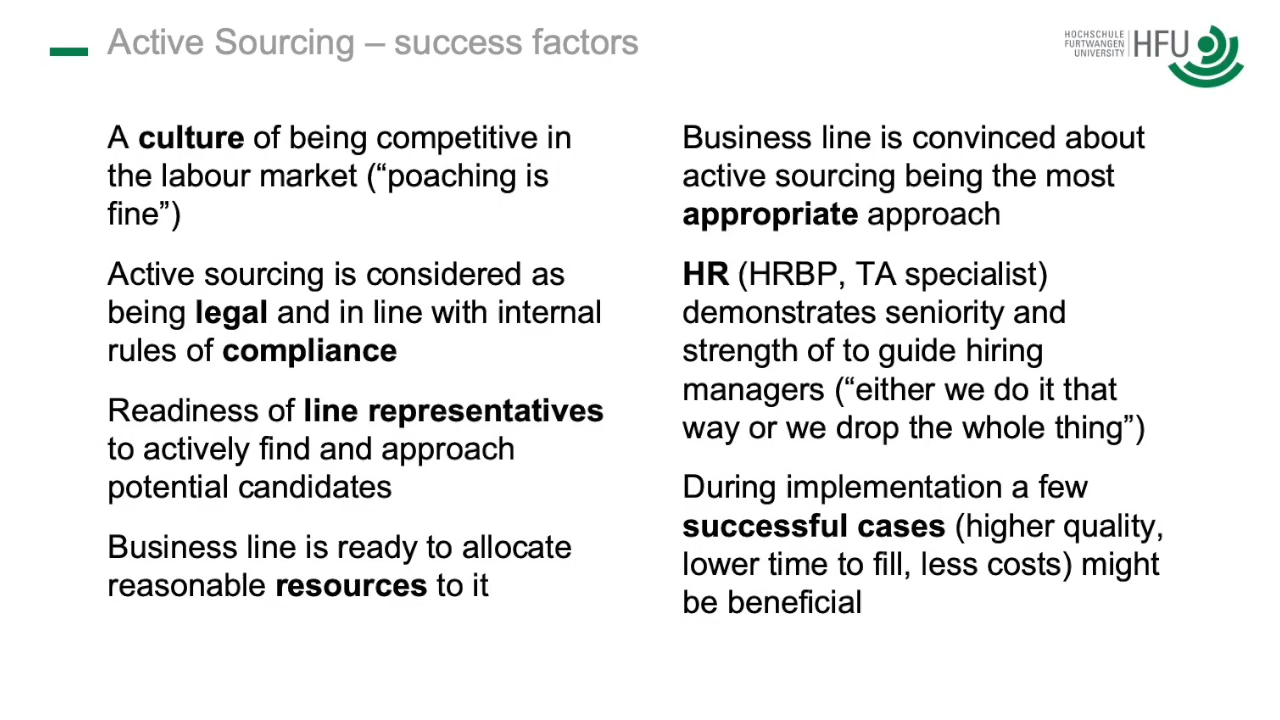 Active Sourcing – success factors
HOCHSCHULE
FURTWANGEN
UNIVERSITY
HFU
A culture of being competitive in
the labour market (“poaching is
fine”)
Active sourcing is considered as
being legal and in line with internal
rules of compliance
Readiness of line representatives
to actively find and approach
potential candidates
Business line is ready to allocate
reasonable resources to it
Business line is convinced about
active sourcing being the most
appropriate approach
HR (HRBP, TA specialist)
demonstrates seniority and
strength of to guide hiring
managers (“either we do it that
way or we drop the whole thing”)
During implementation a few
successful cases (higher quality,
lower time to fill, less costs) might
be beneficial